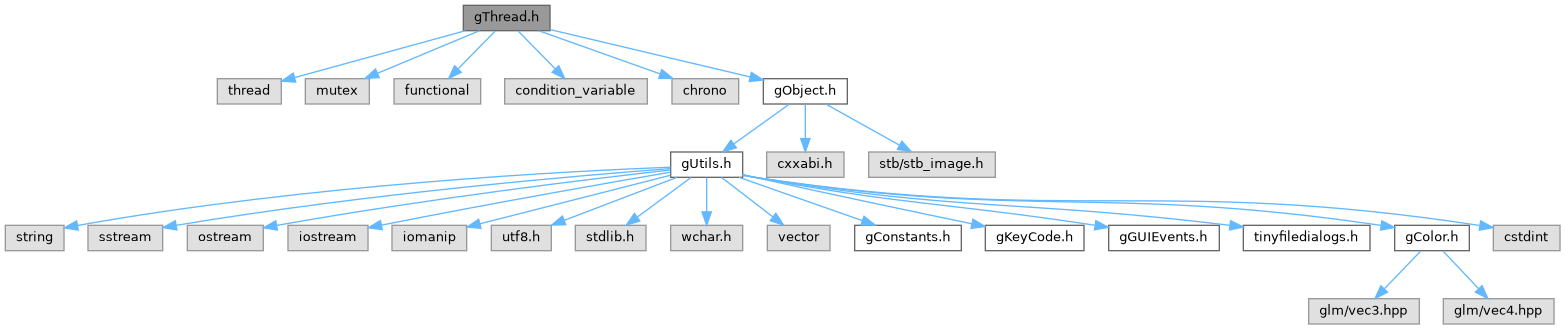 gThread.h
thread
mutex
functional
condition_variable
chrono
gObject.h
gUtils.h
cxxabi.h
stb/stb_image.h
string
sstream
ostream
iostream
iomanip
utf8.h
stdlib.h
wchar.h
vector
gConstants.h
gKeyCode.h
gGUIEvents.h
tinyfiledialogs.h
gColor.h
cstdint
glm/vec3.hpp
glm/vec4.hpp